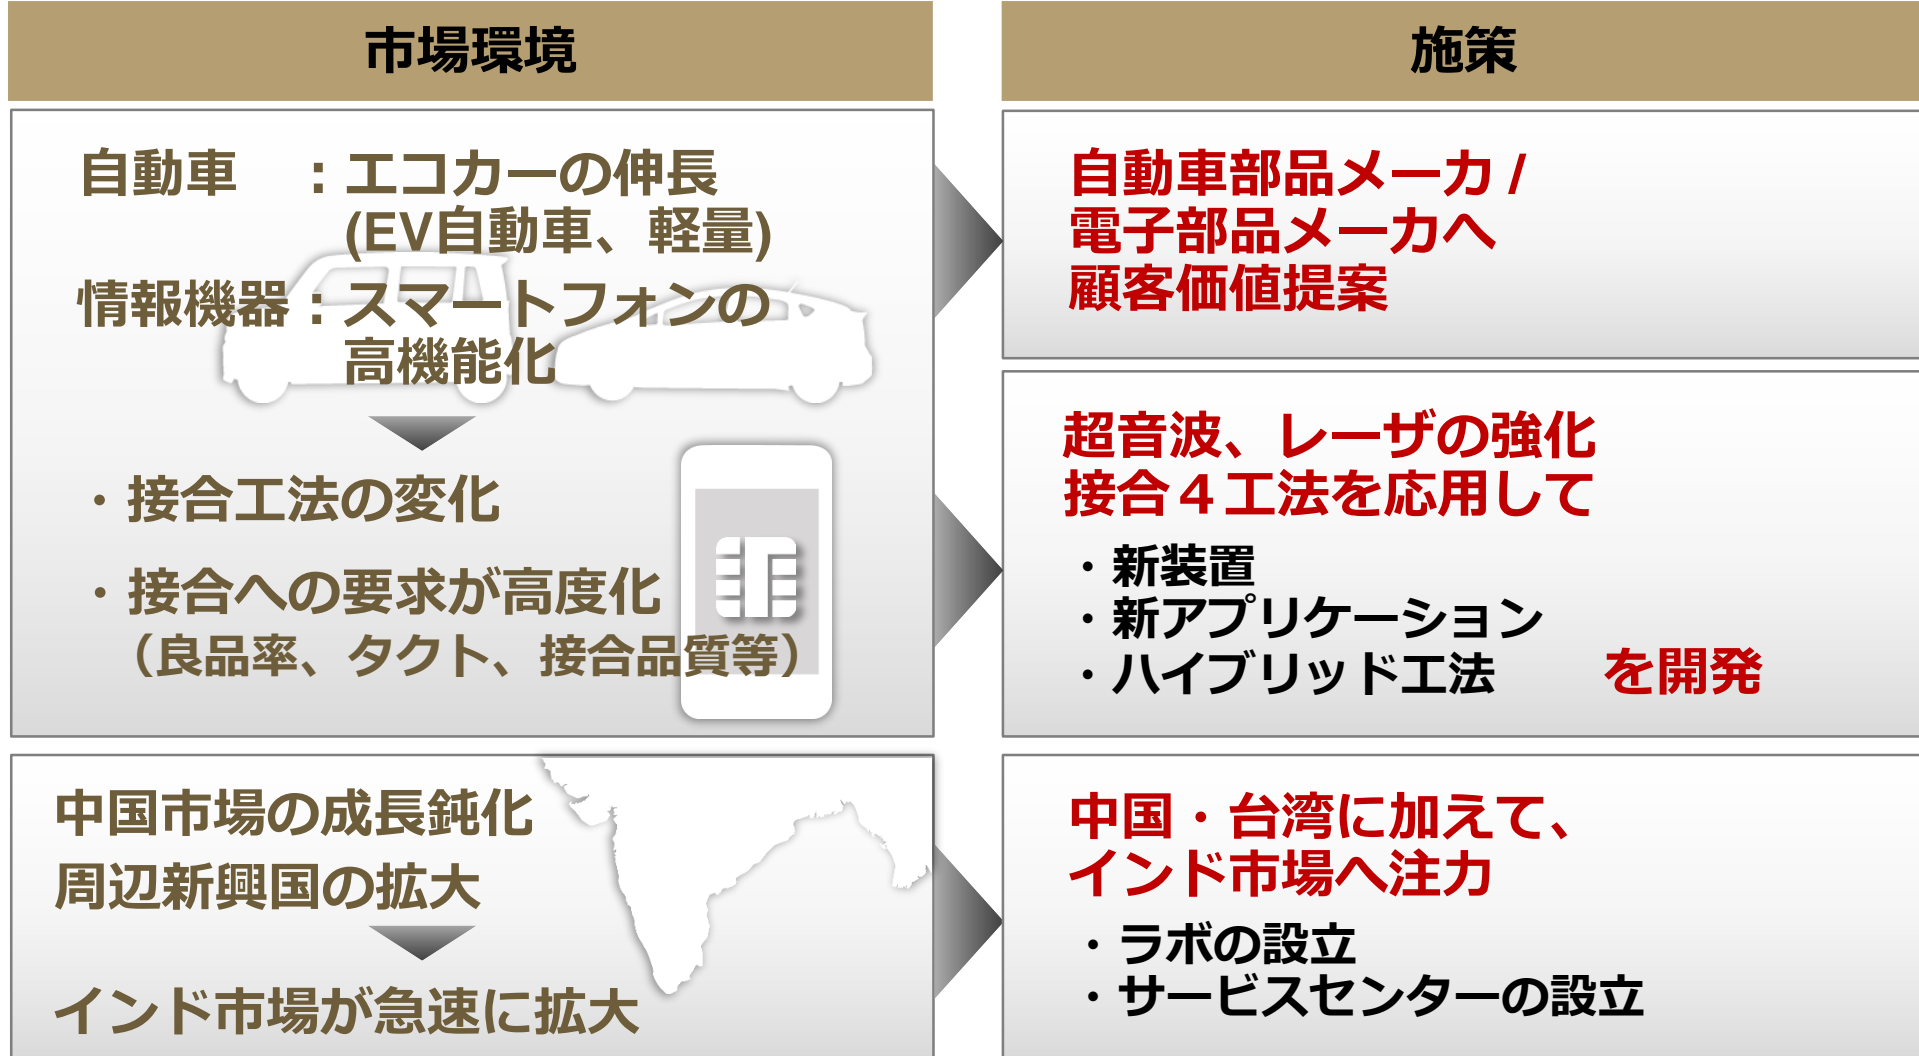 市場環境
自動車　：エコカーの伸長
(EV自動車、軽量)
情報機器：スマートフォンの
高機能化
・接合工法の変化
・接合への要求が高度化
（良品率、タクト、接合品質等）
中国市場の成長鈍化
周辺新興国の拡大
インド市場が急速に拡大
施策
自動車部品メーカ/
電子部品メーカへ
顧客価値提案
超音波、レーザの強化
接合４工法を応用して
・新装置
・新アプリケーション
・ハイブリッド工法　　を開発
中国・台湾に加えて、
インド市場へ注力
・ラボの設立
・サービスセンターの設立